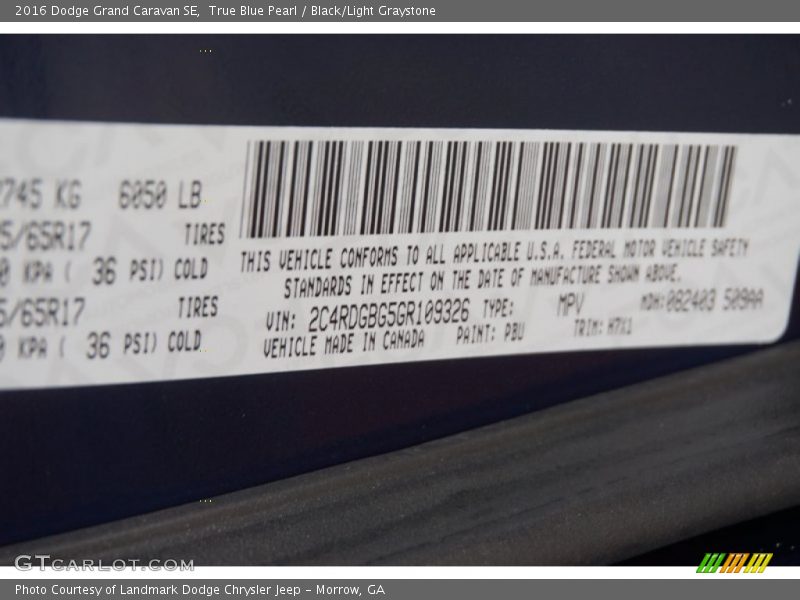 2016 Dodge Grand Caravan SE,  True Blue Pearl / Black/Light Graystone
745 KG 6050 LB
5/65R17 TIRES
0 KPA ( 36 PSI) COLD
5/65R17 TIRES
0 KPA ( 36 PSI) COLD
THIS VEHICLE CONFORMS TO ALL APPLICABLE U.S.A. FEDERAL MOTOR VEHICLE SAFETY
STANDARDS IN EFFECT ON THE DATE OF MANUFACTURE SHOWN ABOVE.
VIN: 2C4RDGBG5GR109326 TYPE: MPV MDH:082403 509AA
VEHICLE MADE IN CANADA PAINT: PBU TRIM: H7X1
GTCARLOT.COM
Photo Courtesy of Landmark Dodge Chrysler Jeep – Morrow, GA